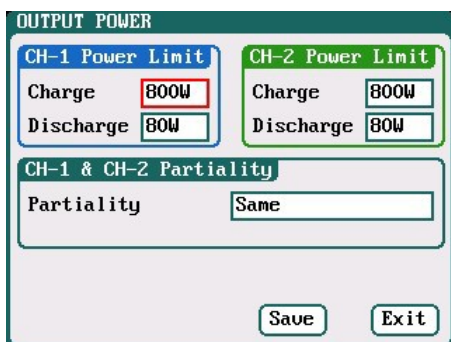 OUTPUT POWER
CH-1 Power Limit
Charge 800W
Discharge 80W
CH-2 Power Limit
Charge 800W
Discharge 80W
CH-1 & CH-2 Partiality
Partiality Same
Save Exit